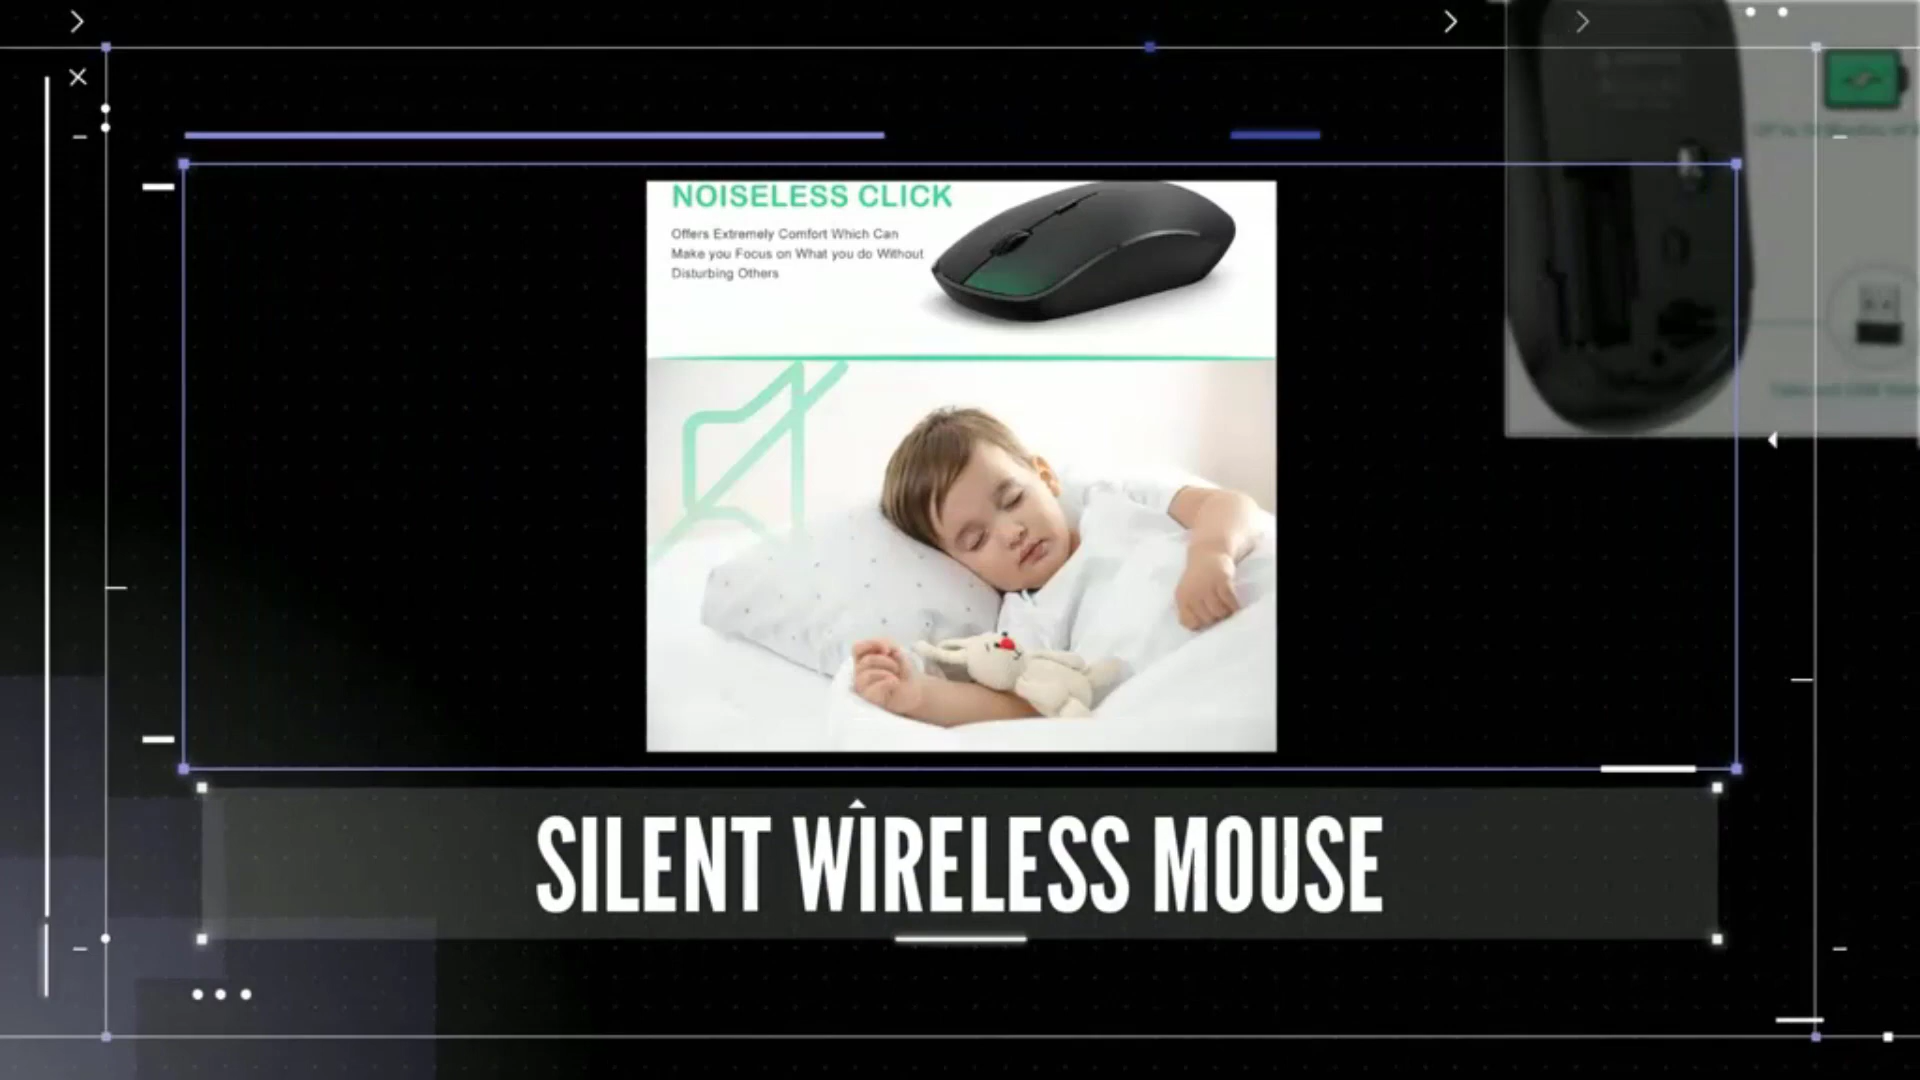 NOISELESS CLICK
Offers Extremely Comfort Which Can
Make you Focus on What you do Without
Disturbing Others
SILENT WIRELESS MOUSE